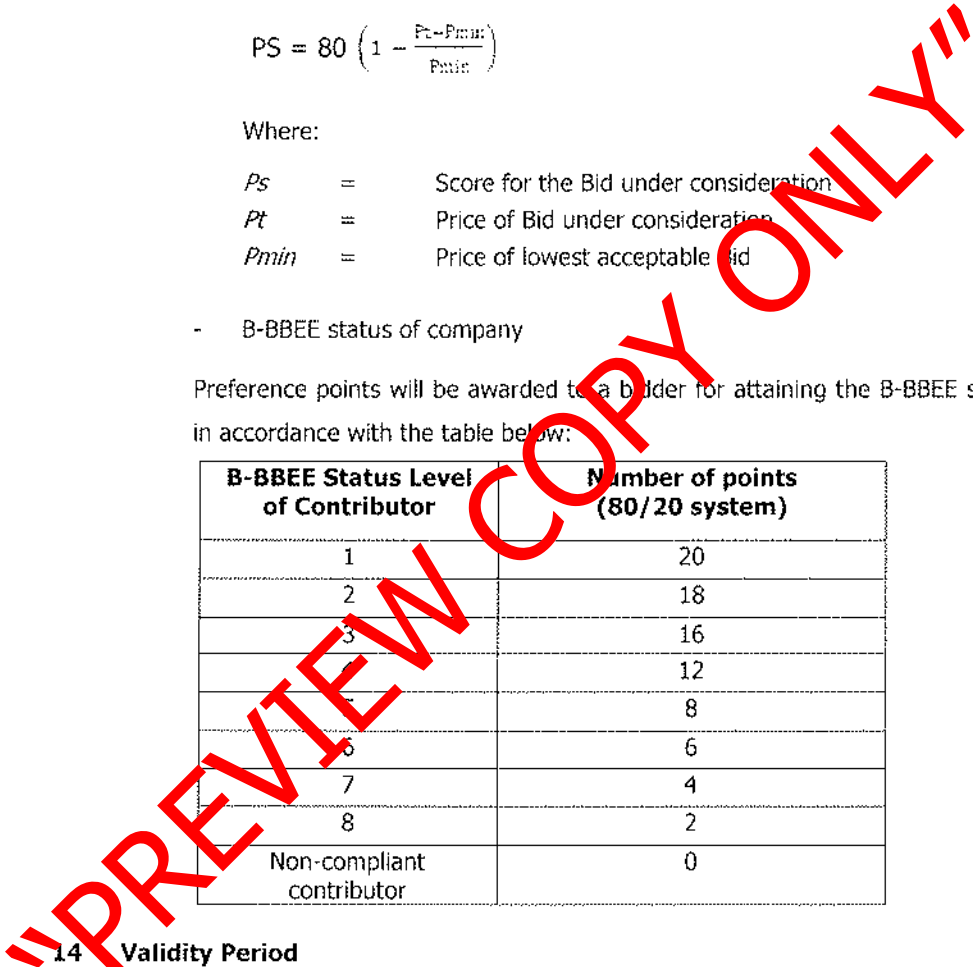 PS = 80 (1 − (Pt−Pmin)/Pmin)
Where:
Ps = Score for the Bid under consideration
Pt = Price of Bid under consideration
Pmin = Price of lowest acceptable Bid
- B-BBEE status of company
Preference points will be awarded to a bidder for attaining the B-BBEE s
in accordance with the table below:
B-BBEE Status Level of Contributor | Number of points (80/20 system)
1 | 20
2 | 18
3 | 16
| 12
| 8
6 | 6
7 | 4
8 | 2
Non-compliant contributor | 0
14 Validity Period
"PREVIEW COPY ONLY"